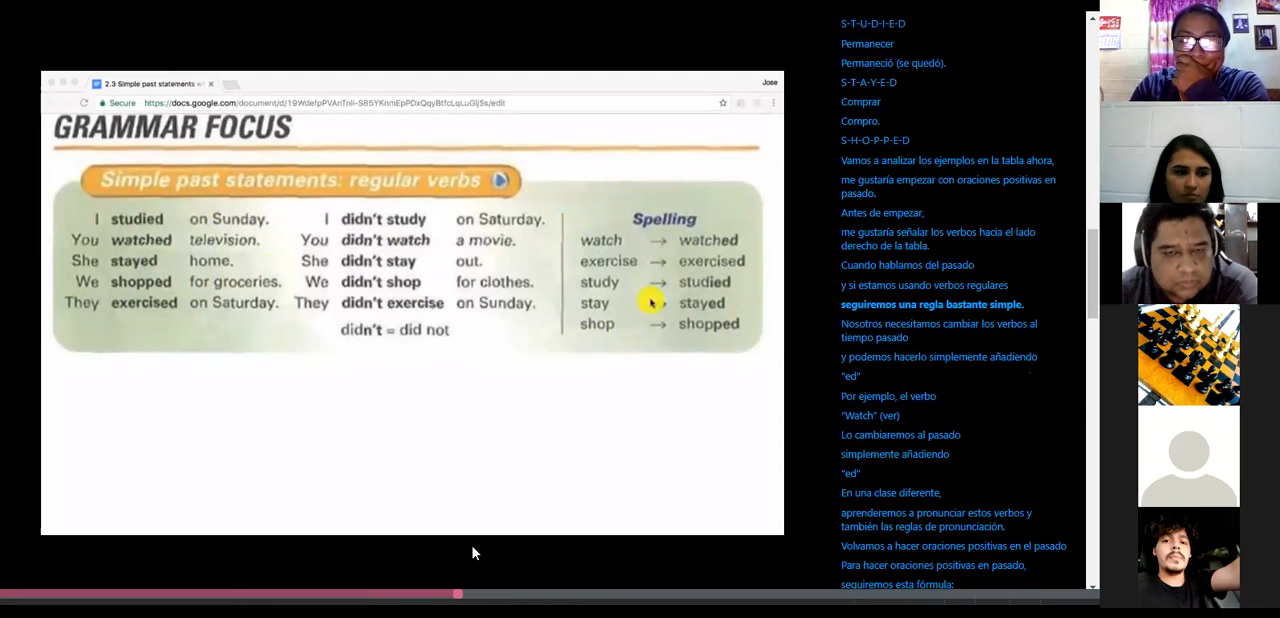 2.3 Simple past statements w
Jose
Secure
https://docs.google.com/document/d/19WdefpPVAnTnli-S85YKnmEpPDxQqyBtfcLqLuGljSs/edit
GRAMMAR FOCUS
Simple past statements: regular verbs
I studied on Sunday.
You watched television.
She stayed home.
We shopped for groceries.
They exercised on Saturday.
I didn't study on Saturday.
You didn't watch a movie.
She didn't stay out.
We didn't shop for clothes.
They didn't exercise on Sunday.
didn't = did not
Spelling
watch → watched
exercise → exercised
study → studied
stay → stayed
shop → shopped
S-T-U-D-I-E-D
Permanecer
Paneció (se quedó).
S-T-A-Y-E-D
Comprar
Compro.
S-H-O-P-P-E-D
Vamos a analizar los ejemplos en la tabla ahora,
me gustaría empezar con oraciones positivas en
pasado.
Antes de empezar,
me gustaría señalar los verbos hacia el lado
derecho de la tabla.
Cuando hablamos del pasado
y si estamos usando verbos regulares
seguiremos una regla bastante simple.
Nosotros necesitamos cambiar los verbos al
tiempo pasado
y podemos hacerlo simplemente añadiendo
"ed"
Por ejemplo, el verbo
"Watch" (ver)
Lo cambiaremos al pasado
simplemente añadiendo
"ed"
En una clase diferente,
aprenderemos a pronunciar estos verbos y
también las reglas de pronunciación.
Volvamos a hacer oraciones positivas en el pasado
Para hacer oraciones positivas en pasado,
seguiremos esta fórmula: